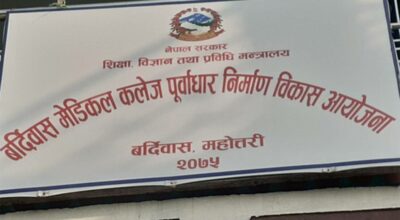 नेपाल सरकार
शिक्षा, विज्ञान तथा प्रविधि मन्त्रालय
बर्दिवास मेडिकल कलेज पूर्वाधार निर्माण विकास आयोजना
बर्दिवास, महोत्तरी
२०७५